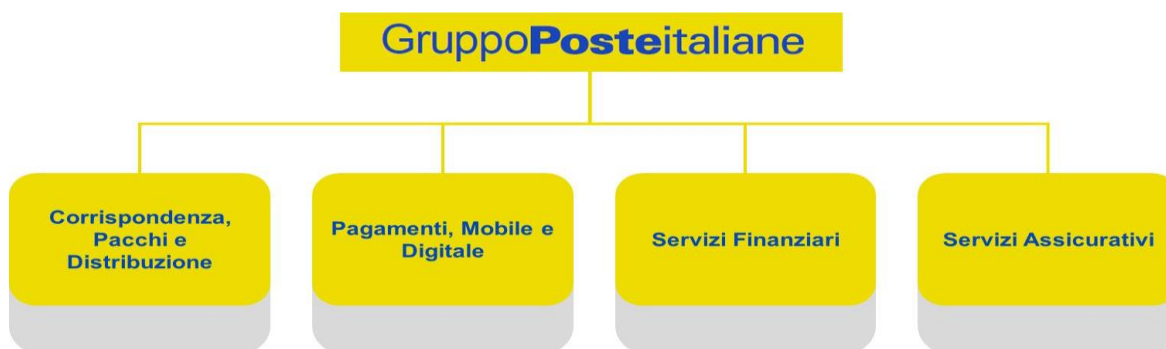 GruppoPosteitaliane
Corrispondenza,
Pacchi e
Distribuzione
Pagamenti, Mobile e
Digitale
Servizi Finanziari
Servizi Assicurativi